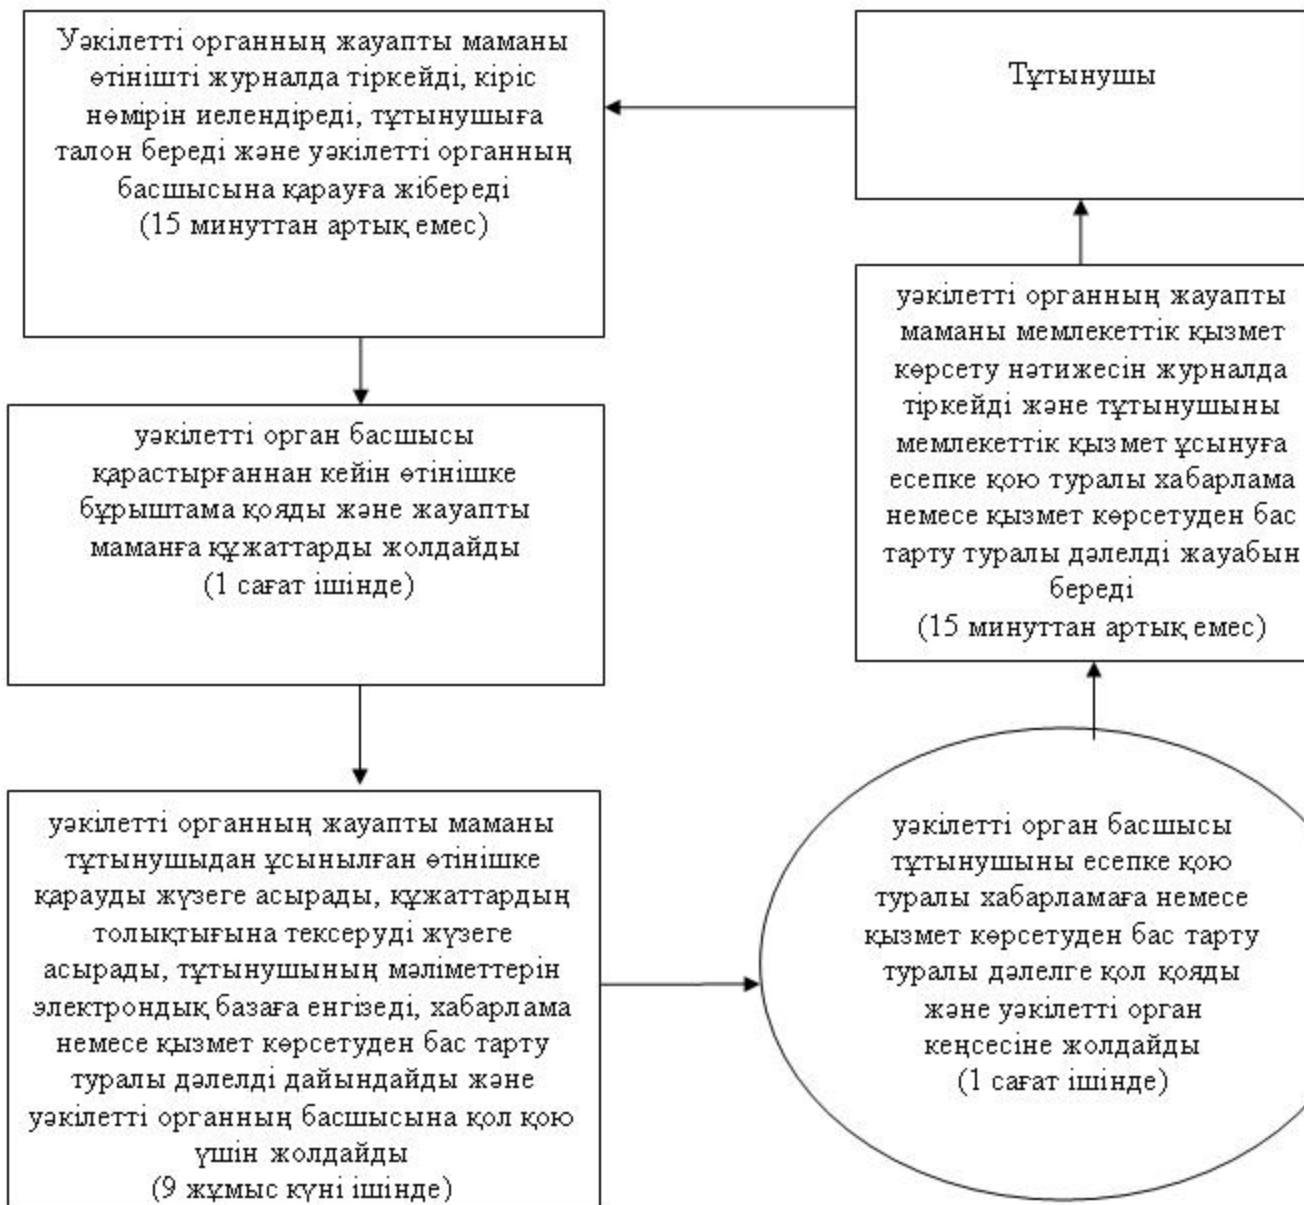 Уәкілетті органның жауапты маманы
өтінішті журналда тіркейді, кіріс
нөмірін иелендіреді, тұтынушыға
талон береді және уәкілетті органның
басшысына қарауға жібереді
(15 минуттан артық емес)
Тұтынушы
уәкілетті орган басшысы
қарастырғаннан кейін өтінішке
бұрыштама қояды және жауапты
маманға құжаттарды жолдайды
(1 сағат ішінде)
уәкілетті органның жауапты маманы
тұтынушыдан ұсынылған өтінішке
қарауды жүзеге асырады, құжаттардың
толықтығына тексеруді жүзеге
асырады, тұтынушының мәліметтерін
электрондық базаға енгізеді, хабарлама
немесе қызмет көрсетуден бас тарту
туралы дәлелді дайындайды және
уәкілетті органның басшысына қол қою
үшін жолдайды
(9 жұмыс күні ішінде)
уәкілетті орган басшысы
тұтынушыны есепке қою
туралы хабарламаға немесе
қызмет көрсетуден бас тарту
туралы дәлелге қол қояды
және уәкілетті орган
кеңсесіне жолдайды
(1 сағат ішінде)
уәкілетті органның жауапты
маманы мемлекеттік қызмет
көрсету нәтижесін журналда
тіркейді және тұтынушыны
мемлекеттік қызмет ұсынуға
есепке қою туралы хабарлама
немесе қызмет көрсетуден бас
тарту туралы дәлелді жауабын
береді
(15 минуттан артық емес)